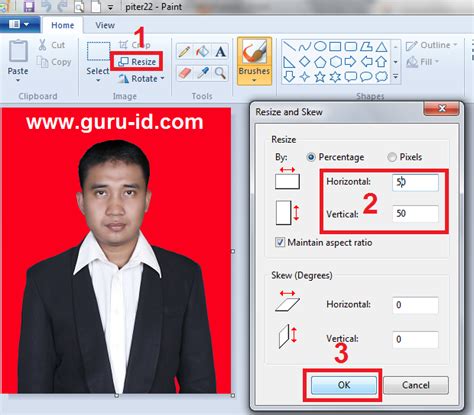 piter22 - Paint
Home
View
1
Cut
Copy
Paste
Clipboard
Crop
Resize
Rotate
Select
Image
Tools
Brushes
Shapes
Outline
Fill
www.guru-id.com
Resize and Skew
Resize
By:
Percentage
Pixels
Horizontal:
50
2
Vertical:
50
Maintain aspect ratio
Skew (Degrees)
Horizontal:
0
Vertical:
0
3
OK
Cancel